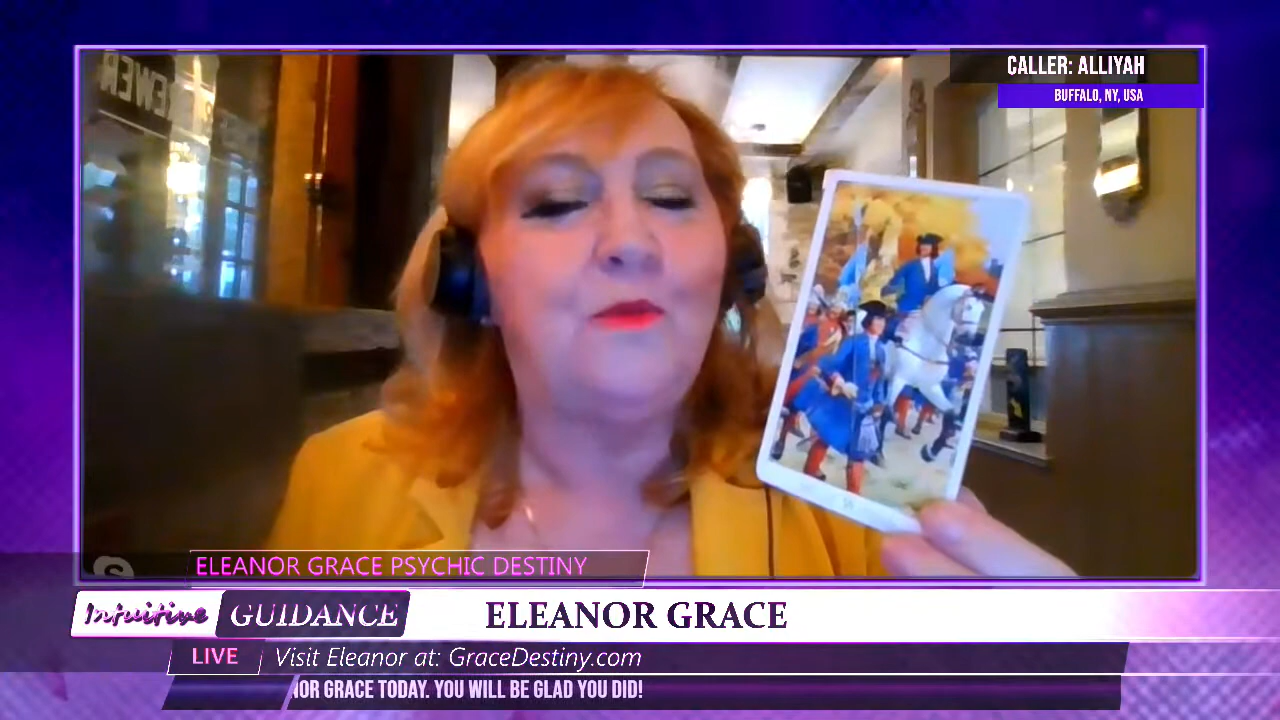 CALLER: ALLIYAH
BUFFALO, NY, USA
ELEANOR GRACE PSYCHIC DESTINY
Intuitive GUIDANCE
ELEANOR GRACE
LIVE Visit Eleanor at: GraceDestiny.com
NOR GRACE TODAY. YOU WILL BE GLAD YOU DID!